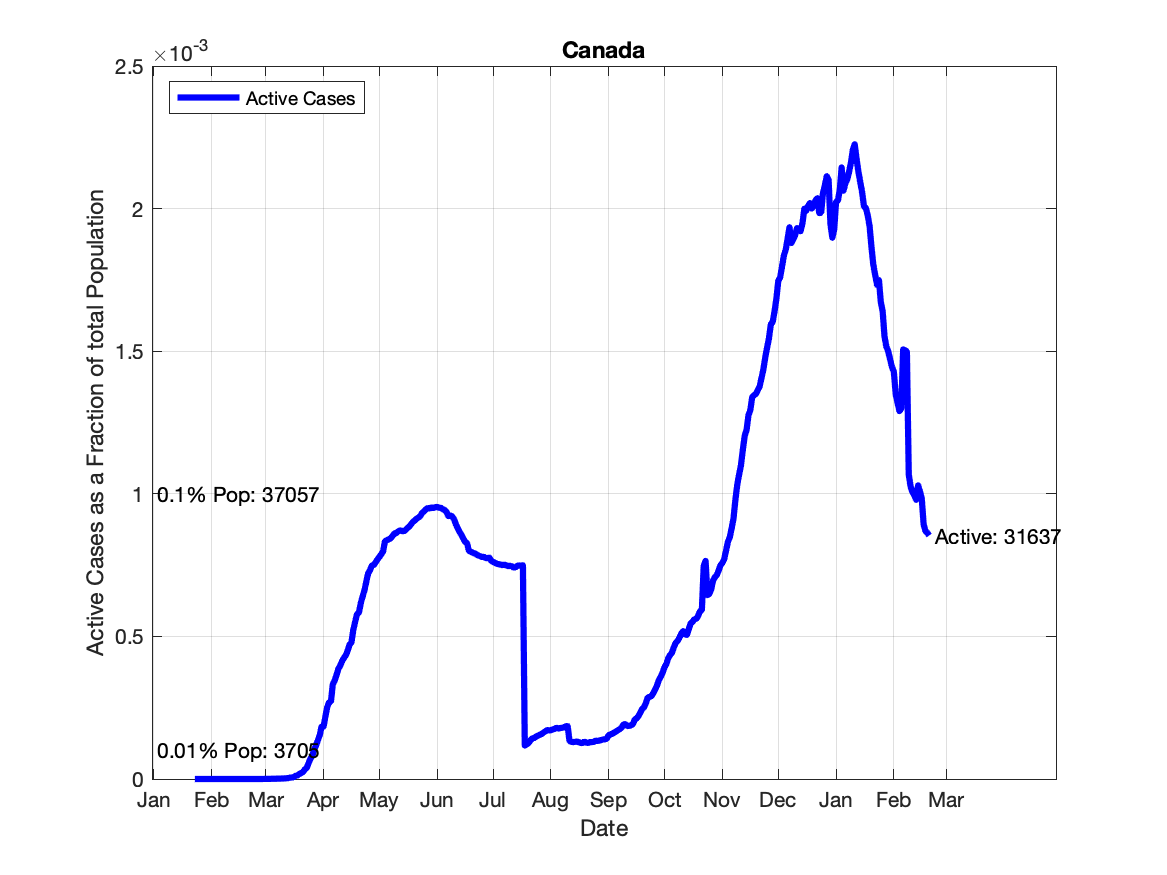 Canada
×10-3
2.5
Active Cases
2
1.5
1
0.1% Pop: 37057
Active: 31637
0.5
0.01% Pop: 3705
0
Jan Feb Mar Apr May Jun Jul Aug Sep Oct Nov Dec Jan Feb Mar
Date
Active Cases as a Fraction of total Population